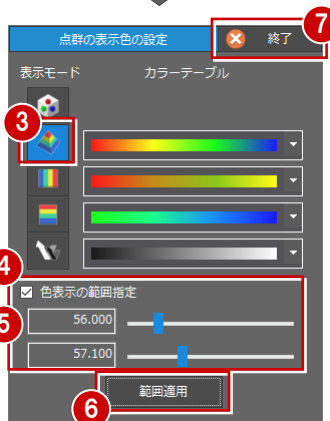 7
点群の表示色の設定
終了
表示モード カラーテーブル
3
4
色表示の範囲指定
5
56.000
57.100
範囲適用
6